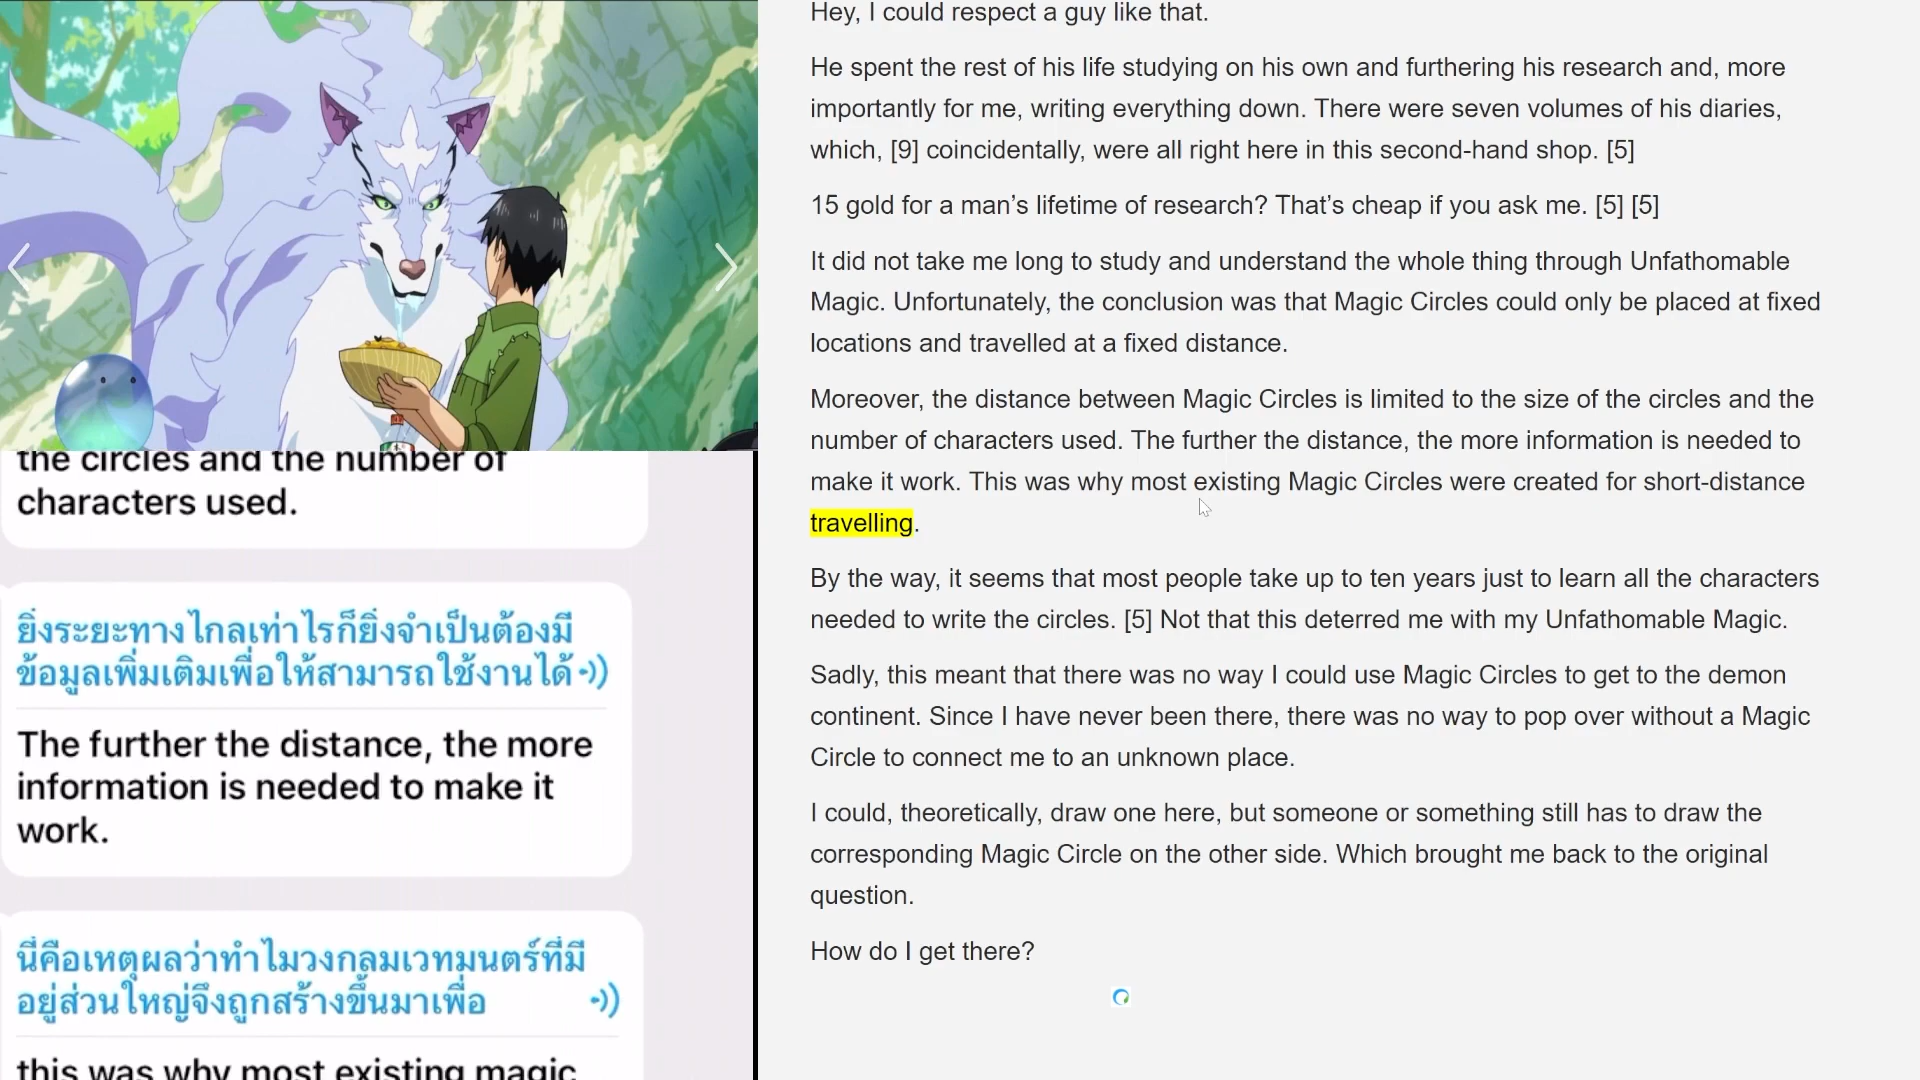 the circles and the number of
characters used.
ยิ่งระยะทางไกลเท่าไรก็ยิ่งจำเป็นต้องมี
ข้อมูลเพิ่มเติมเพื่อให้สามารถใช้งานได้
The further the distance, the more
information is needed to make it
work.
นี่คือเหตุผลว่าทำไมวงกลมเวทมนตร์ที่มี
อยู่ส่วนใหญ่จึงถูกสร้างขึ้นมาเพื่อ
this was why most existing magic
Hey, I could respect a guy like that.
He spent the rest of his life studying on his own and furthering his research and, more
importantly for me, writing everything down. There were seven volumes of his diaries,
which, [9] coincidentally, were all right here in this second-hand shop. [5]
15 gold for a man’s lifetime of research? That’s cheap if you ask me. [5] [5]
It did not take me long to study and understand the whole thing through Unfathomable
Magic. Unfortunately, the conclusion was that Magic Circles could only be placed at fixed
locations and travelled at a fixed distance.
Moreover, the distance between Magic Circles is limited to the size of the circles and the
number of characters used. The further the distance, the more information is needed to
make it work. This was why most existing Magic Circles were created for short-distance
travelling.
By the way, it seems that most people take up to ten years just to learn all the characters
needed to write the circles. [5] Not that this deterred me with my Unfathomable Magic.
Sadly, this meant that there was no way I could use Magic Circles to get to the demon
continent. Since I have never been there, there was no way to pop over without a Magic
Circle to connect me to an unknown place.
I could, theoretically, draw one here, but someone or something still has to draw the
corresponding Magic Circle on the other side. Which brought me back to the original
question.
How do I get there?